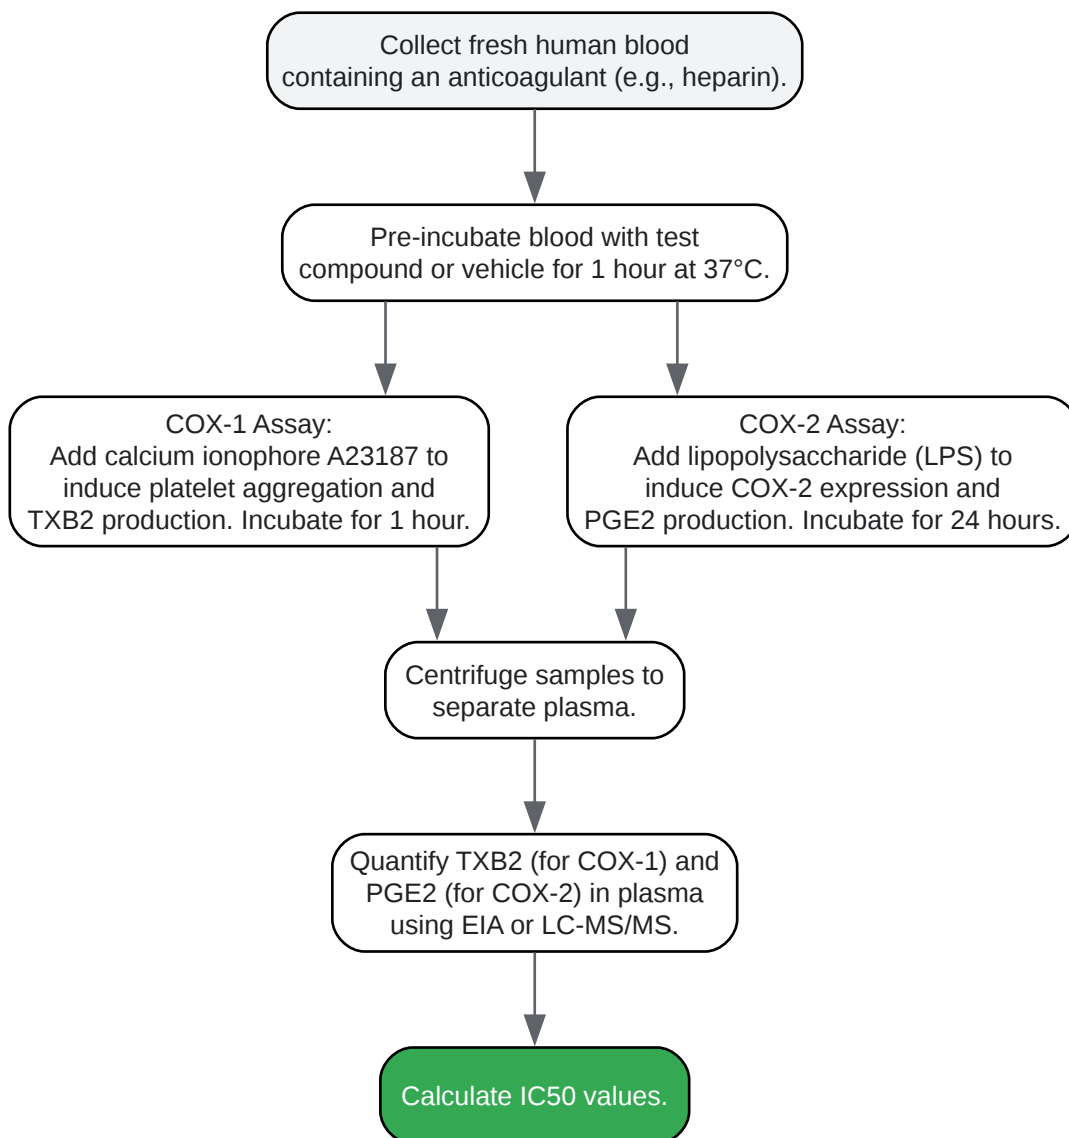 Collect fresh human blood
containing an anticoagulant (e.g., heparin).
Pre-incubate blood with test
compound or vehicle for 1 hour at 37°C.
COX-1 Assay:
Add calcium ionophore A23187 to
induce platelet aggregation and
TXB2 production. Incubate for 1 hour.
COX-2 Assay:
Add lipopolysaccharide (LPS) to
induce COX-2 expression and
PGE2 production. Incubate for 24 hours.
Centrifuge samples to
separate plasma.
Quantify TXB2 (for COX-1) and
PGE2 (for COX-2) in plasma
using EIA or LC-MS/MS.
Calculate IC50 values.